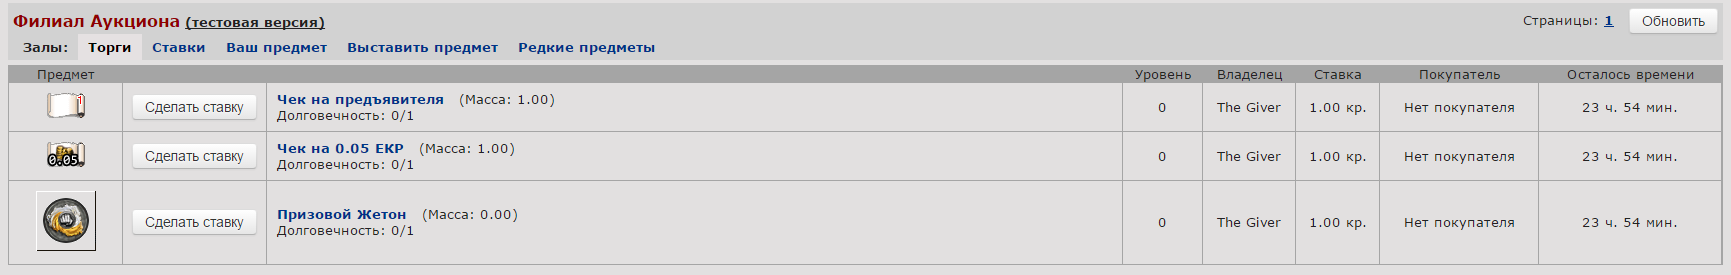 Филиал Аукциона (тестовая версия)
Страницы: 1 Обновить
Залы: Торги Ставки Ваш предмет Выставить предмет Редкие предметы
Предмет Уровень Владелец Ставка Покупатель Осталось времени
1
Сделать ставку
Чек на предъявителя (Масса: 1.00)
Долговечность: 0/1
0 The Giver 1.00 кр. Нет покупателя 23 ч. 54 мин.
0.05
Сделать ставку
Чек на 0.05 ЕКР (Масса: 1.00)
Долговечность: 0/1
0 The Giver 1.00 кр. Нет покупателя 23 ч. 54 мин.
Сделать ставку
Призовой Жетон (Масса: 0.00)
Долговечность: 0/1
0 The Giver 1.00 кр. Нет покупателя 23 ч. 54 мин.